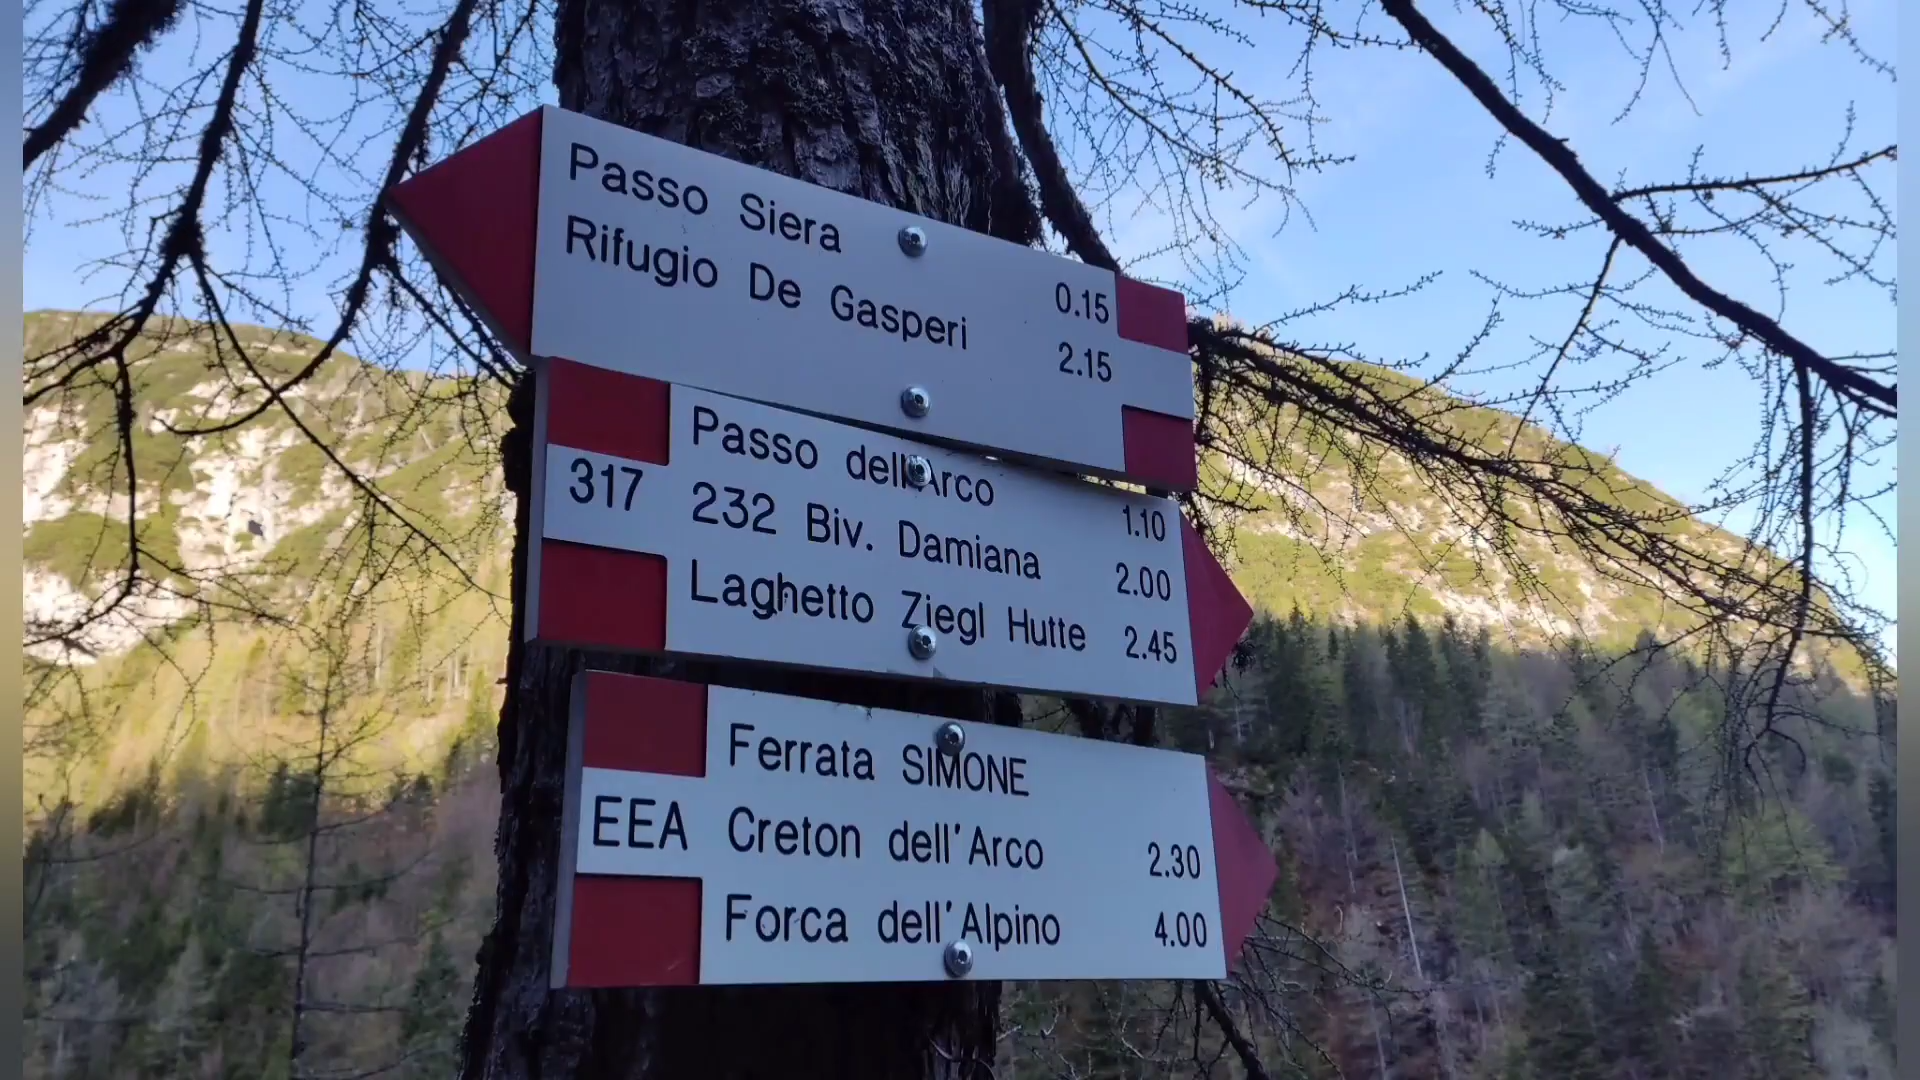 Passo Siera 0.15
Rifugio De Gasperi 2.15
Passo dell'Arco 1.10
317 232 Biv. Damiana 2.00
Laghetto Ziegl Hutte 2.45
Ferrata SIMONE
EEA Creton dell'Arco 2.30
Forca dell'Alpino 4.00